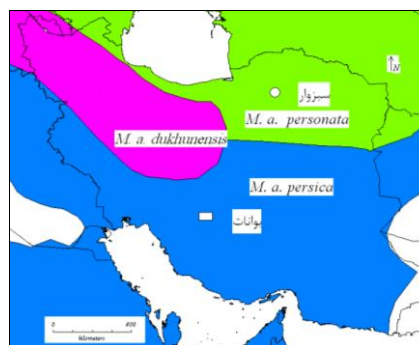 N
سبزوار
M. a. personata
M. a. dukhunensis
M. a. persica
بوانات
0 400
kilometers